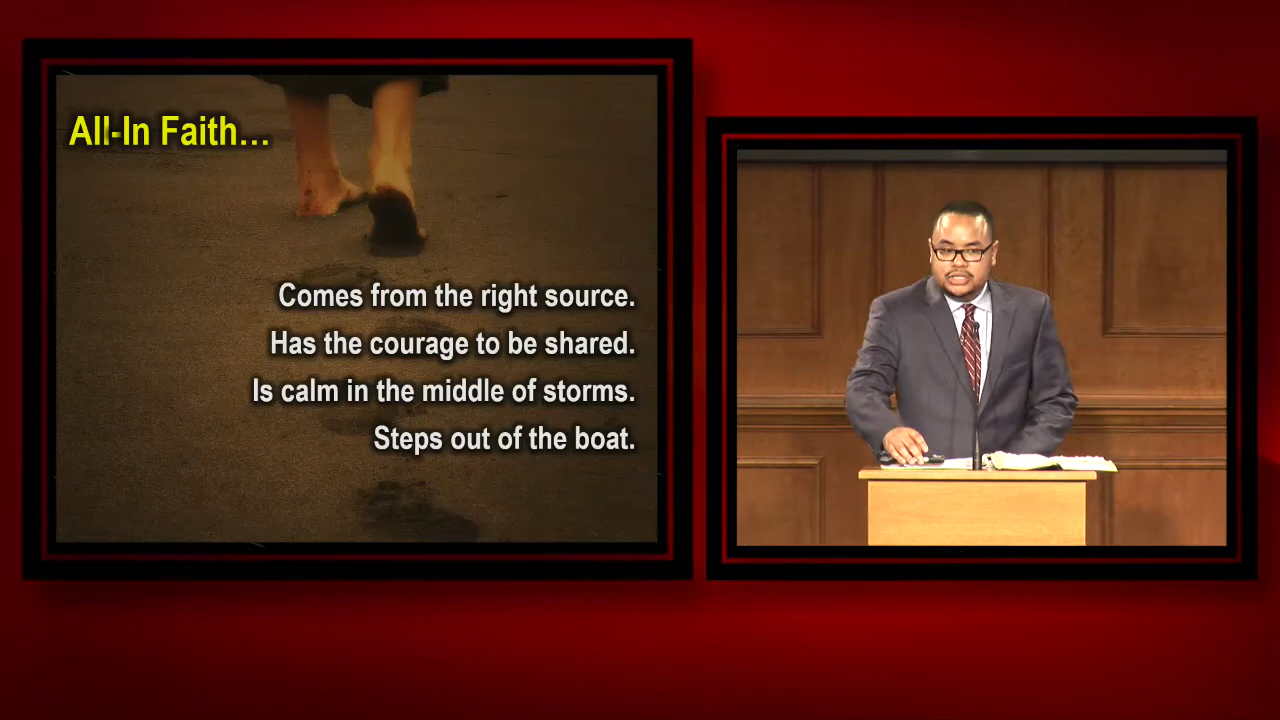 All-In Faith…
Comes from the right source.
Has the courage to be shared.
Is calm in the middle of storms.
Steps out of the boat.